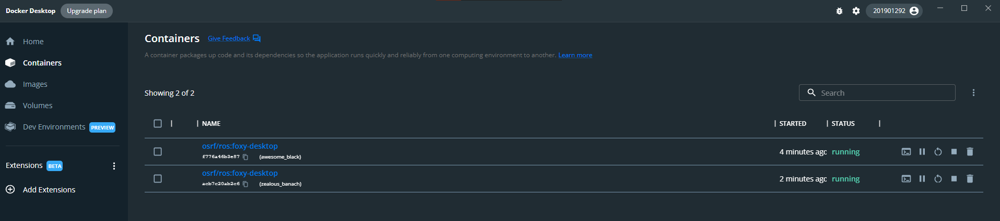 Docker Desktop Upgrade plan 201901292
Home
Containers
Images
Volumes
Dev Environments PREVIEW
Extensions BETA
Add Extensions
Containers Give Feedback
A container packages up code and its dependencies so the application runs quickly and reliably from one computing environment to another. Learn more
Showing 2 of 2 Search
NAME STARTED STATUS
osrf/ros:foxy-desktop
f776a46b3e87 (awesome_black) 4 minutes ago running
osrf/ros:foxy-desktop
acb7c20ab2c6 (zealous_banach) 2 minutes ago running